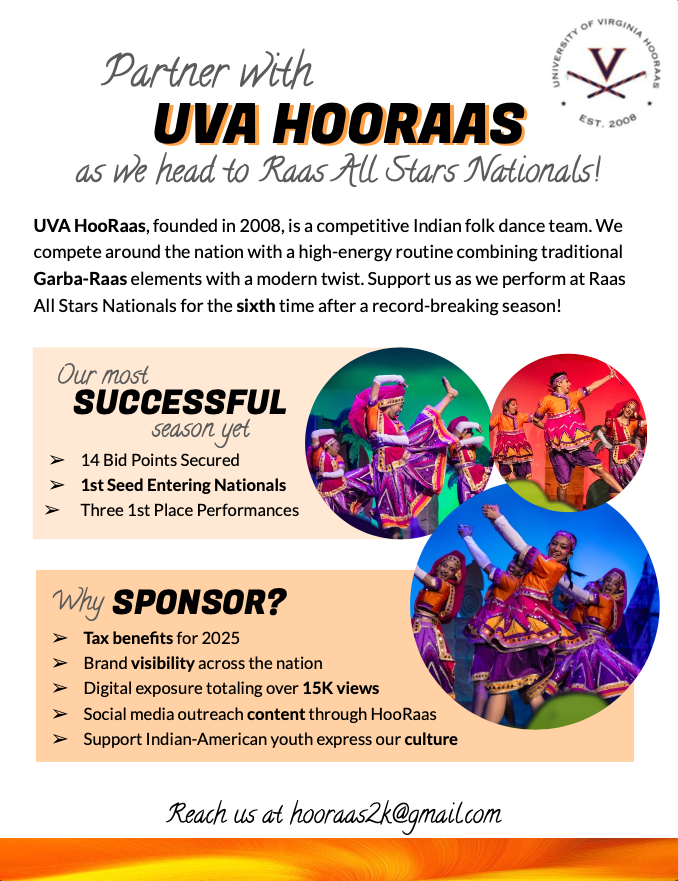 Partner with
UVA HOORAAS
as we head to Raas All Stars Nationals!
UNIVERSITY OF VIRGINIA HOORAAS
V
★ EST. 2008 ★
UVA HooRaas, founded in 2008, is a competitive Indian folk dance team. We
compete around the nation with a high-energy routine combining traditional
Garba-Raas elements with a modern twist. Support us as we perform at Raas
All Stars Nationals for the sixth time after a record-breaking season!
Our most
SUCCESSFUL
season yet
➢ 14 Bid Points Secured
➢ 1st Seed Entering Nationals
➢ Three 1st Place Performances
Why SPONSOR?
➢ Tax benefits for 2025
➢ Brand visibility across the nation
➢ Digital exposure totaling over 15K views
➢ Social media outreach content through HooRaas
➢ Support Indian-American youth express our culture
Reach us at hooraas2k@gmail.com